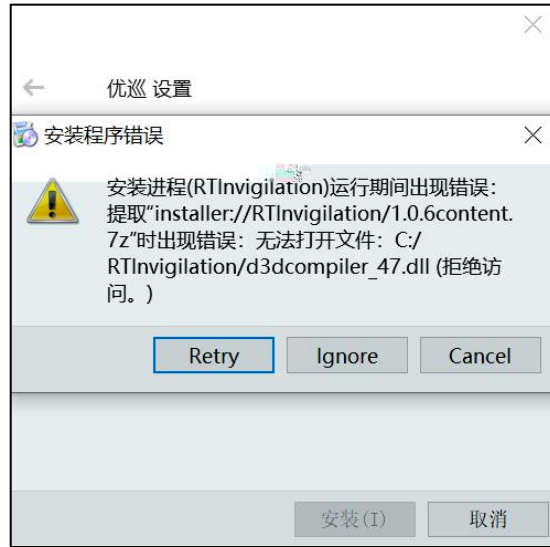 优巡 设置
安装程序错误
安装进程(RTInvigilation)运行期间出现错误：
提取“installer://RTInvigilation/1.0.6content.
7z”时出现错误：无法打开文件：C:/
RTInvigilation/d3dcompiler_47.dll (拒绝访
问。)
Retry Ignore Cancel
安装(I) 取消